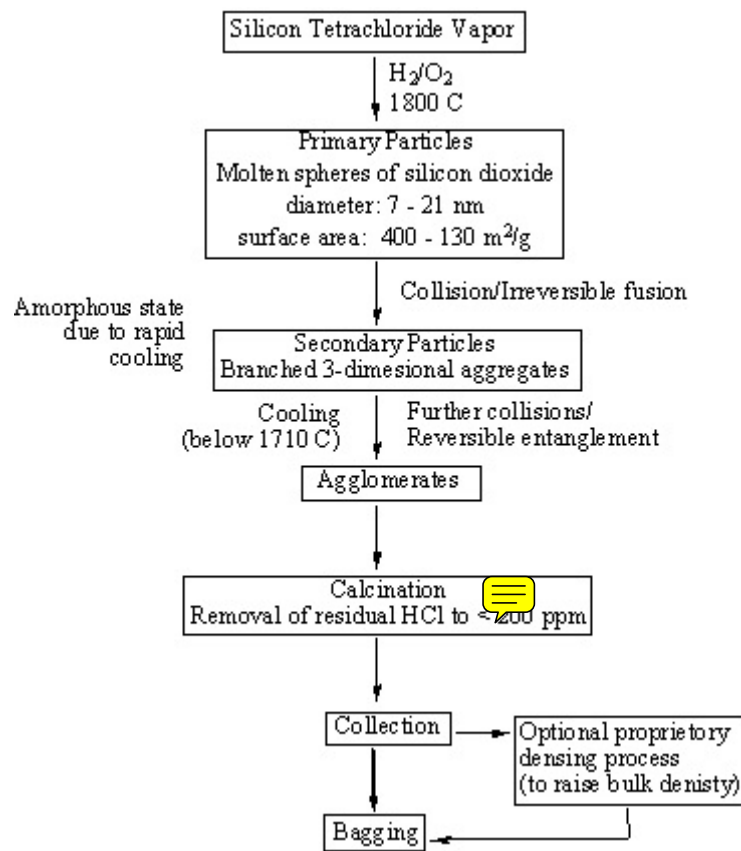 Silicon Tetrachloride Vapor
H₂/O₂
1800 C
Primary Particles
Molten spheres of silicon dioxide
diameter: 7 - 21 nm
surface area: 400 - 130 m²/g
Collision/Irreversible fusion
Amorphous state
due to rapid
cooling
Secondary Particles
Branched 3-dimesional aggregates
Cooling
(below 1710 C)
Further collisions/
Reversible entanglement
Agglomerates
Calcination
Removal of residual HCl to < 200 ppm
Collection
Optional proprietory
densing process
(to raise bulk denisty)
Bagging